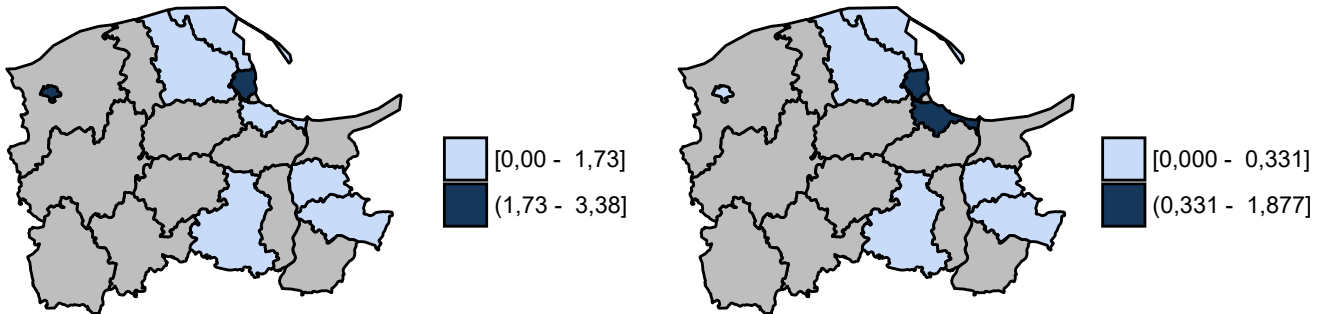 [0,00 - 1,73]
(1,73 - 3,38]
[0,000 - 0,331]
(0,331 - 1,877]